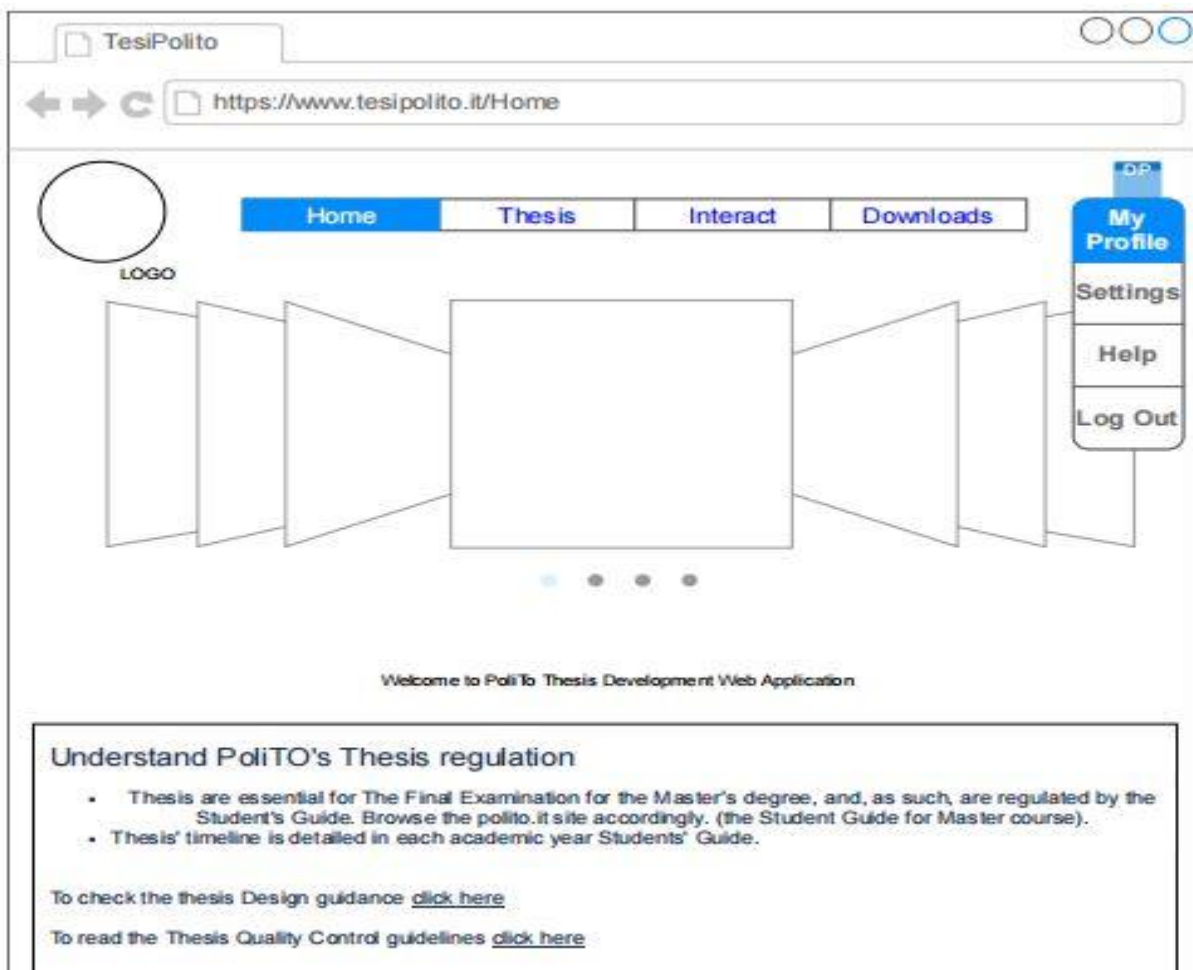 TesiPolito
https://www.tesipolito.it/Home
DP
Home Thesis Interact Downloads
My
Profile
Settings
Help
Log Out
LOGO
Welcome to PoliTo Thesis Development Web Application
Understand PoliTO's Thesis regulation
• Thesis are essential for The Final Examination for the Master's degree, and, as such, are regulated by the
Student's Guide. Browse the polito.it site accordingly. (the Student Guide for Master course).
• Thesis' timeline is detailed in each academic year Students' Guide.
To check the thesis Design guidance click here
To read the Thesis Quality Control guidelines click here